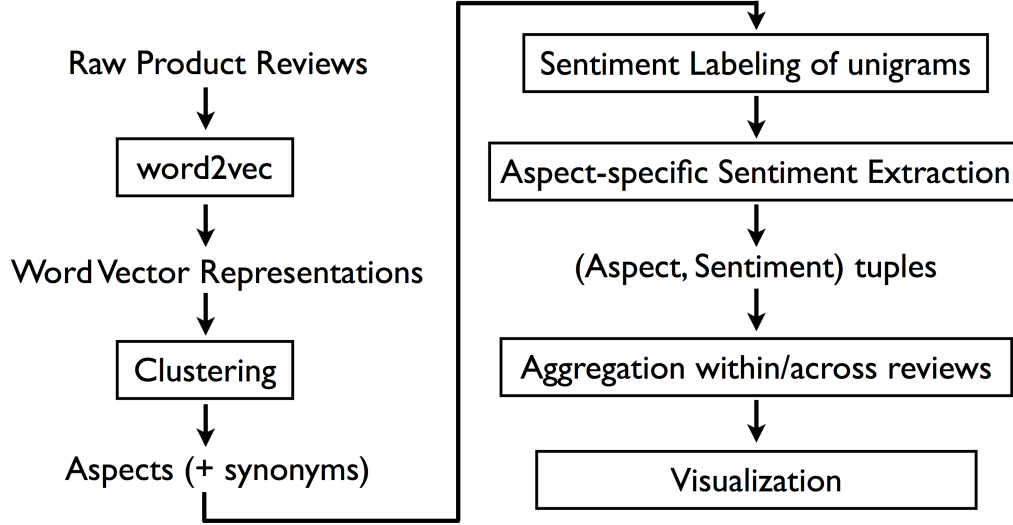 Raw Product Reviews
word2vec
Word Vector Representations
Clustering
Aspects (+ synonyms)
Sentiment Labeling of unigrams
Aspect-specific Sentiment Extraction
(Aspect, Sentiment) tuples
Aggregation within/across reviews
Visualization